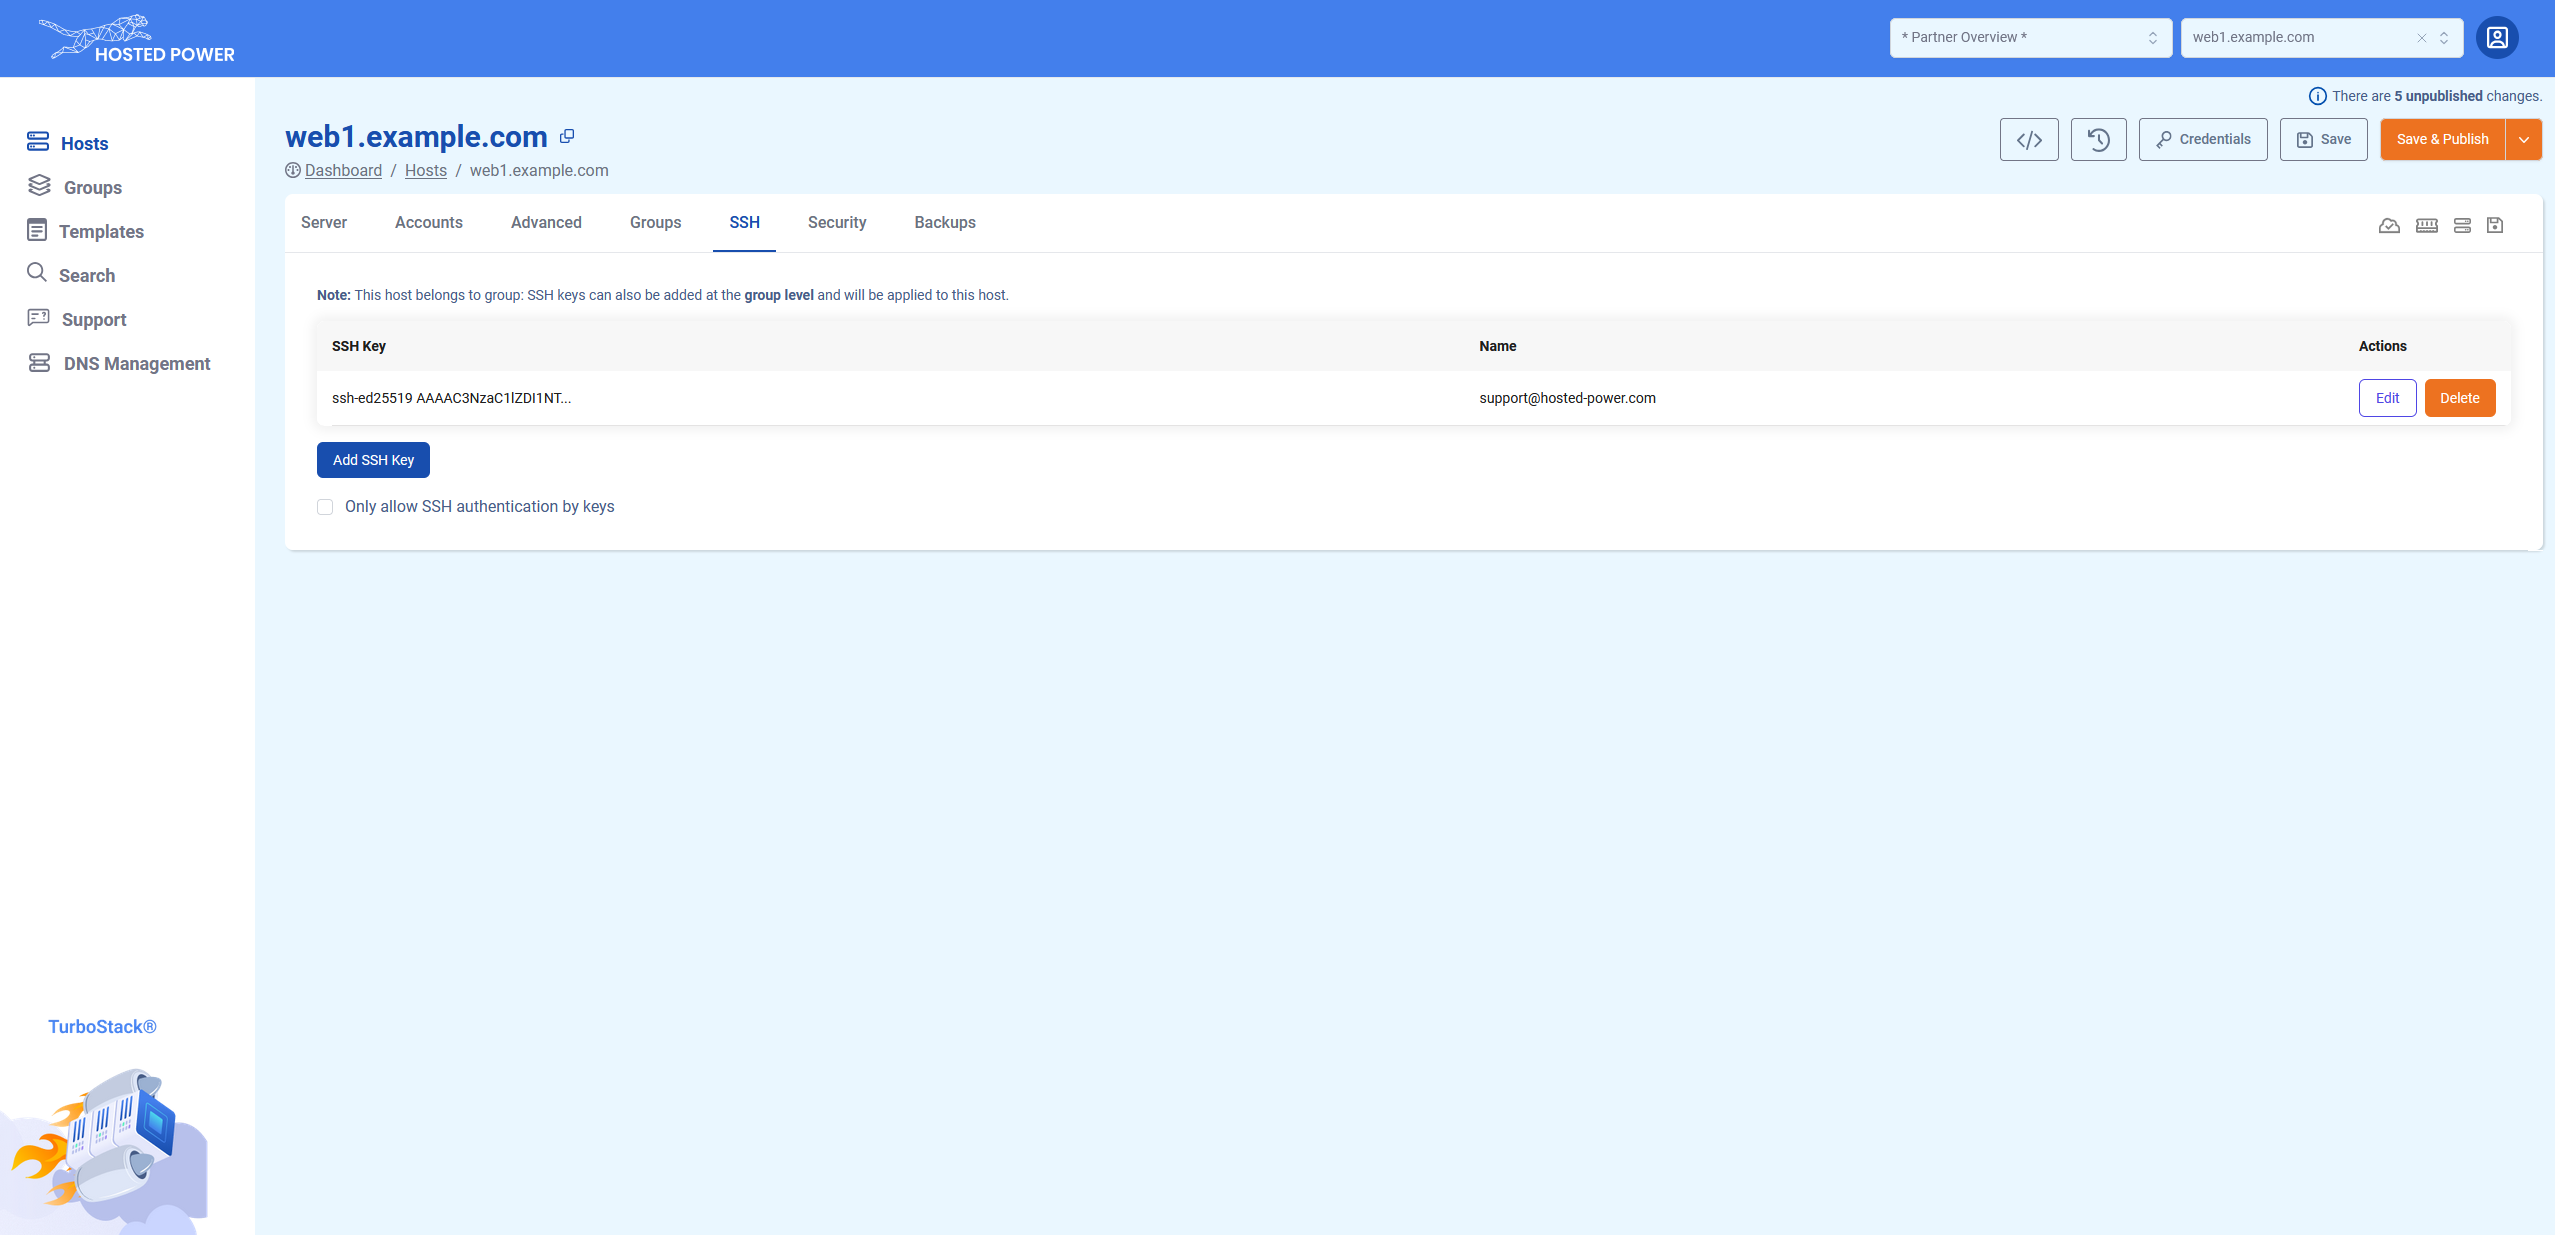 HOSTED POWER
* Partner Overview *
web1.example.com
There are 5 unpublished changes.
Hosts
Groups
Templates
Search
Support
DNS Management
web1.example.com
Dashboard / Hosts / web1.example.com
</>
Credentials
Save
Save & Publish
Server
Accounts
Advanced
Groups
SSH
Security
Backups
Note: This host belongs to group: SSH keys can also be added at the group level and will be applied to this host.
SSH Key
Name
Actions
ssh-ed25519 AAAAC3NzaC1lZDI1NT...
support@hosted-power.com
Edit
Delete
Add SSH Key
Only allow SSH authentication by keys
TurboStack®